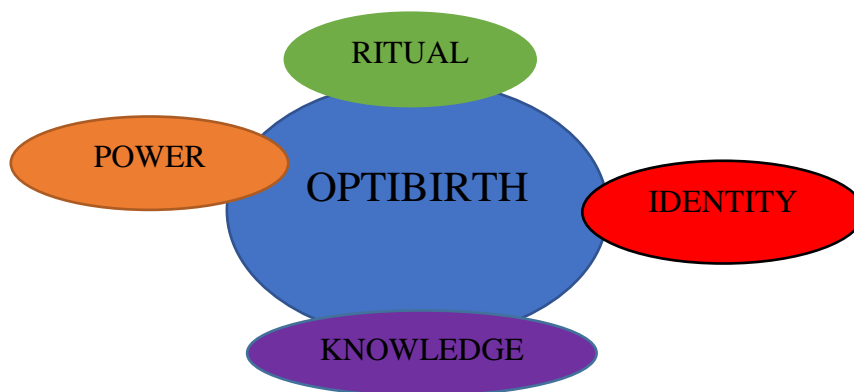 RITUAL
POWER
OPTIBIRTH
IDENTITY
KNOWLEDGE